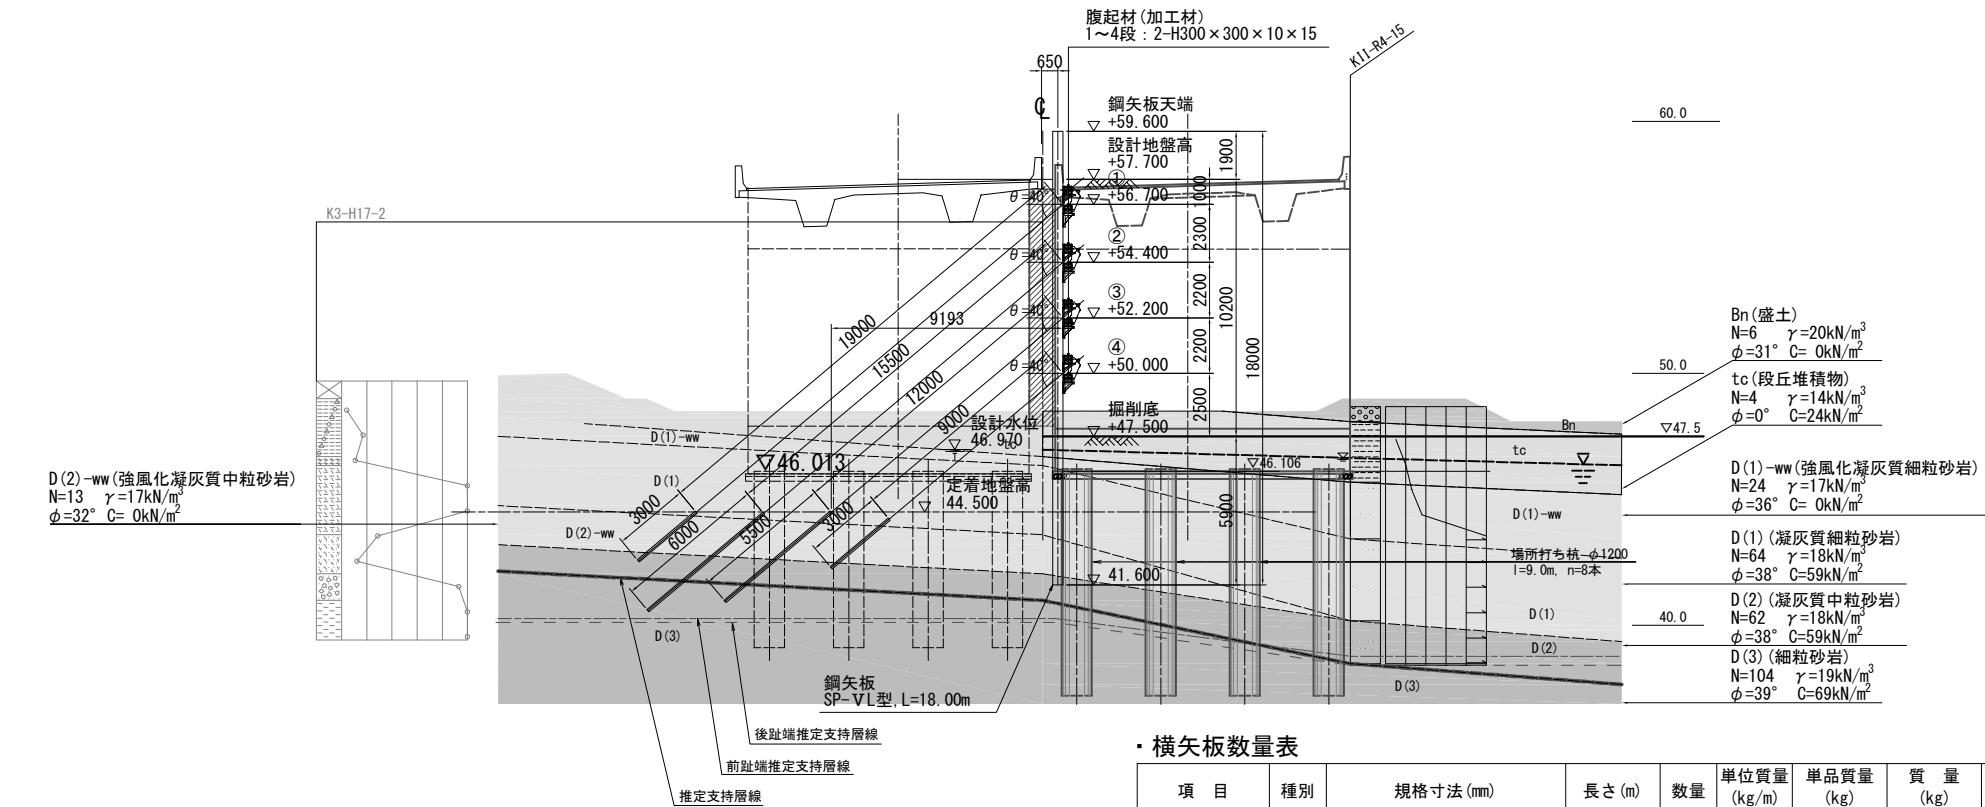 腹起材(加工材)
1～4段：2-H300×300×10×15
KII-R4-15
650
℄
鋼矢板天端
+59.600
60.0
設計地盤高
+57.700
1900
①
+56.700
1000
θ=40°
K3-H17-2
2300
②
+54.400
θ=40°
2200
10200
③
+52.200
θ=40°
9193
19000
15500
12000
9000
2200
18000
④
+50.000
θ=40°
50.0
2500
掘削底
+47.500
設計水位
46.970
tc
Bn(盛土)
N=6 γ=20kN/m³
φ=31° C= 0kN/m²
tc(段丘堆積物)
N=4 γ=14kN/m³
φ=0° C=24kN/m²
Bn
▽47.5
tc
D(1)-ww
▽46.013
▽46.106
定着地盤高
44.500
D(2)-ww(強風化凝灰質中粒砂岩)
N=13 γ=17kN/m³
φ=32° C= 0kN/m²
D(1)-ww(強風化凝灰質細粒砂岩)
N=24 γ=17kN/m³
φ=36° C= 0kN/m²
D(1)
D(1)-ww
3000
6000
5500
3000
5900
D(2)-ww
場所打ち杭 φ1200
l=9.0m, n=8本
D(1)(凝灰質細粒砂岩)
N=64 γ=18kN/m³
φ=38° C=59kN/m²
41.600
D(2)(凝灰質中粒砂岩)
N=62 γ=18kN/m³
φ=38° C=59kN/m²
40.0
D(1)
D(3)
D(2)
D(3)(細粒砂岩)
N=104 γ=19kN/m³
φ=39° C=69kN/m²
D(3)
鋼矢板
SP-ⅤL型, L=18.00m
後趾端推定支持層線
前趾端推定支持層線
推定支持層線
・横矢板数量表
項 目 種別 規格寸法(mm) 長さ(m) 数量 単位質量(kg/m) 単品質量(kg) 質 量(kg)